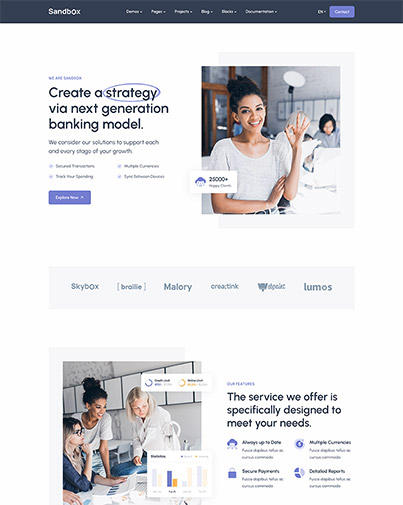 Sandbox
Demos Pages Projects Blog Blocks Documentation EN Contact
WE ARE SANDBOX
Create a strategy
via next generation
banking model.
We consider our solutions to support each
and every stage of your growth.
Secured Transactions
Multiple Currencies
Track Your Spending
Sync Between Devices
Explore Now
25000+
Happy Clients
Skybox
[ brailie ]
Malory
creatink
lumos
OUR FEATURES
The service we offer is
specifically designed to
meet your needs.
Always up to Date
Fusce dapibus tellus ac
cursus commodo
Multiple Currencies
Fusce dapibus tellus ac
cursus commodo
Secure Payments
Fusce dapibus tellus ac
cursus commodo
Detailed Reports
Fusce dapibus tellus ac
cursus commodo
Credit Limit
Online Limit
Statistics